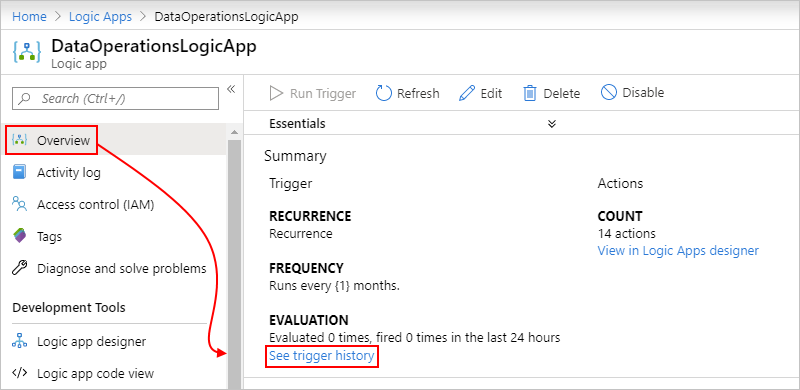 Home > Logic Apps > DataOperationsLogicApp
DataOperationsLogicApp
Logic app
Search (Ctrl+/)
Overview
Activity log
Access control (IAM)
Tags
Diagnose and solve problems
Development Tools
Logic app designer
Logic app code view
Run Trigger Refresh Edit Delete Disable
Essentials
Summary
Trigger
RECURRENCE
Recurrence
FREQUENCY
Runs every {1} months.
EVALUATION
Evaluated 0 times, fired 0 times in the last 24 hours
See trigger history
Actions
COUNT
14 actions
View in Logic Apps designer